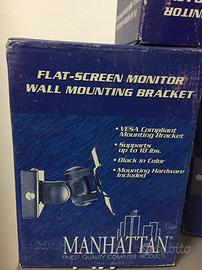 MONITOR
FLAT-SCREEN MONITOR
WALL MOUNTING BRACKET
• VESA Compliant
Mounting Bracket
• Supports
up to 18 lbs.
• Black in Color
• Mounting Hardware
Included
MANHATTAN
FINEST QUALITY COMPUTER PRODUCTS